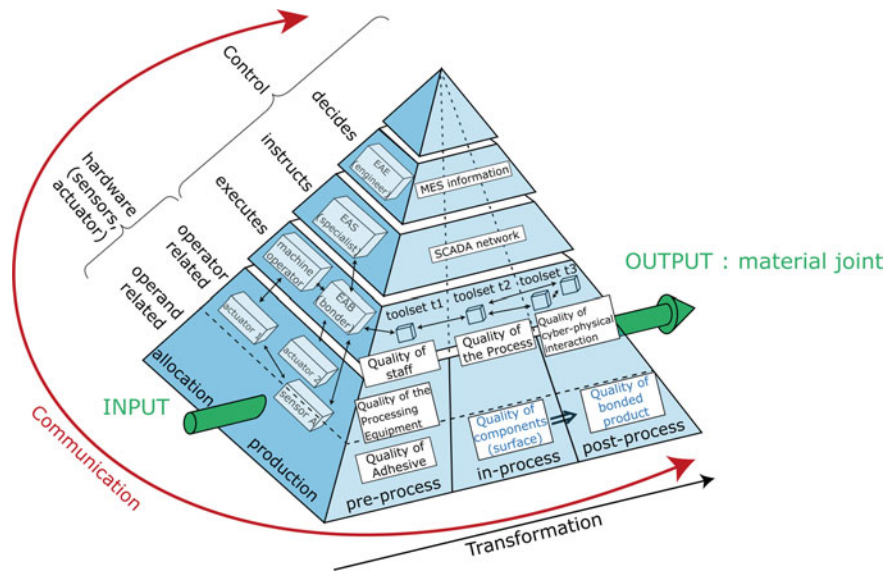 Control
decides
instructs
executes
hardware
(sensors,
actuator)
operator
related
operand
related
EAE
engineer
EAS
(specialist)
machine
operator
EAB
bonder
actuator 1
actuator 2
sensor A
MES information
SCADA network
toolset t1
toolset t2
toolset t3
Quality of
staff
Quality of
the Process
Quality of
cyber-physical
interaction
Quality of the
Processing
Equipment
Quality of
Adhesive
Quality of
components
(surface)
Quality of
bonded
product
OUTPUT : material joint
INPUT
allocation
production
pre-process
in-process
post-process
Communication
Transformation